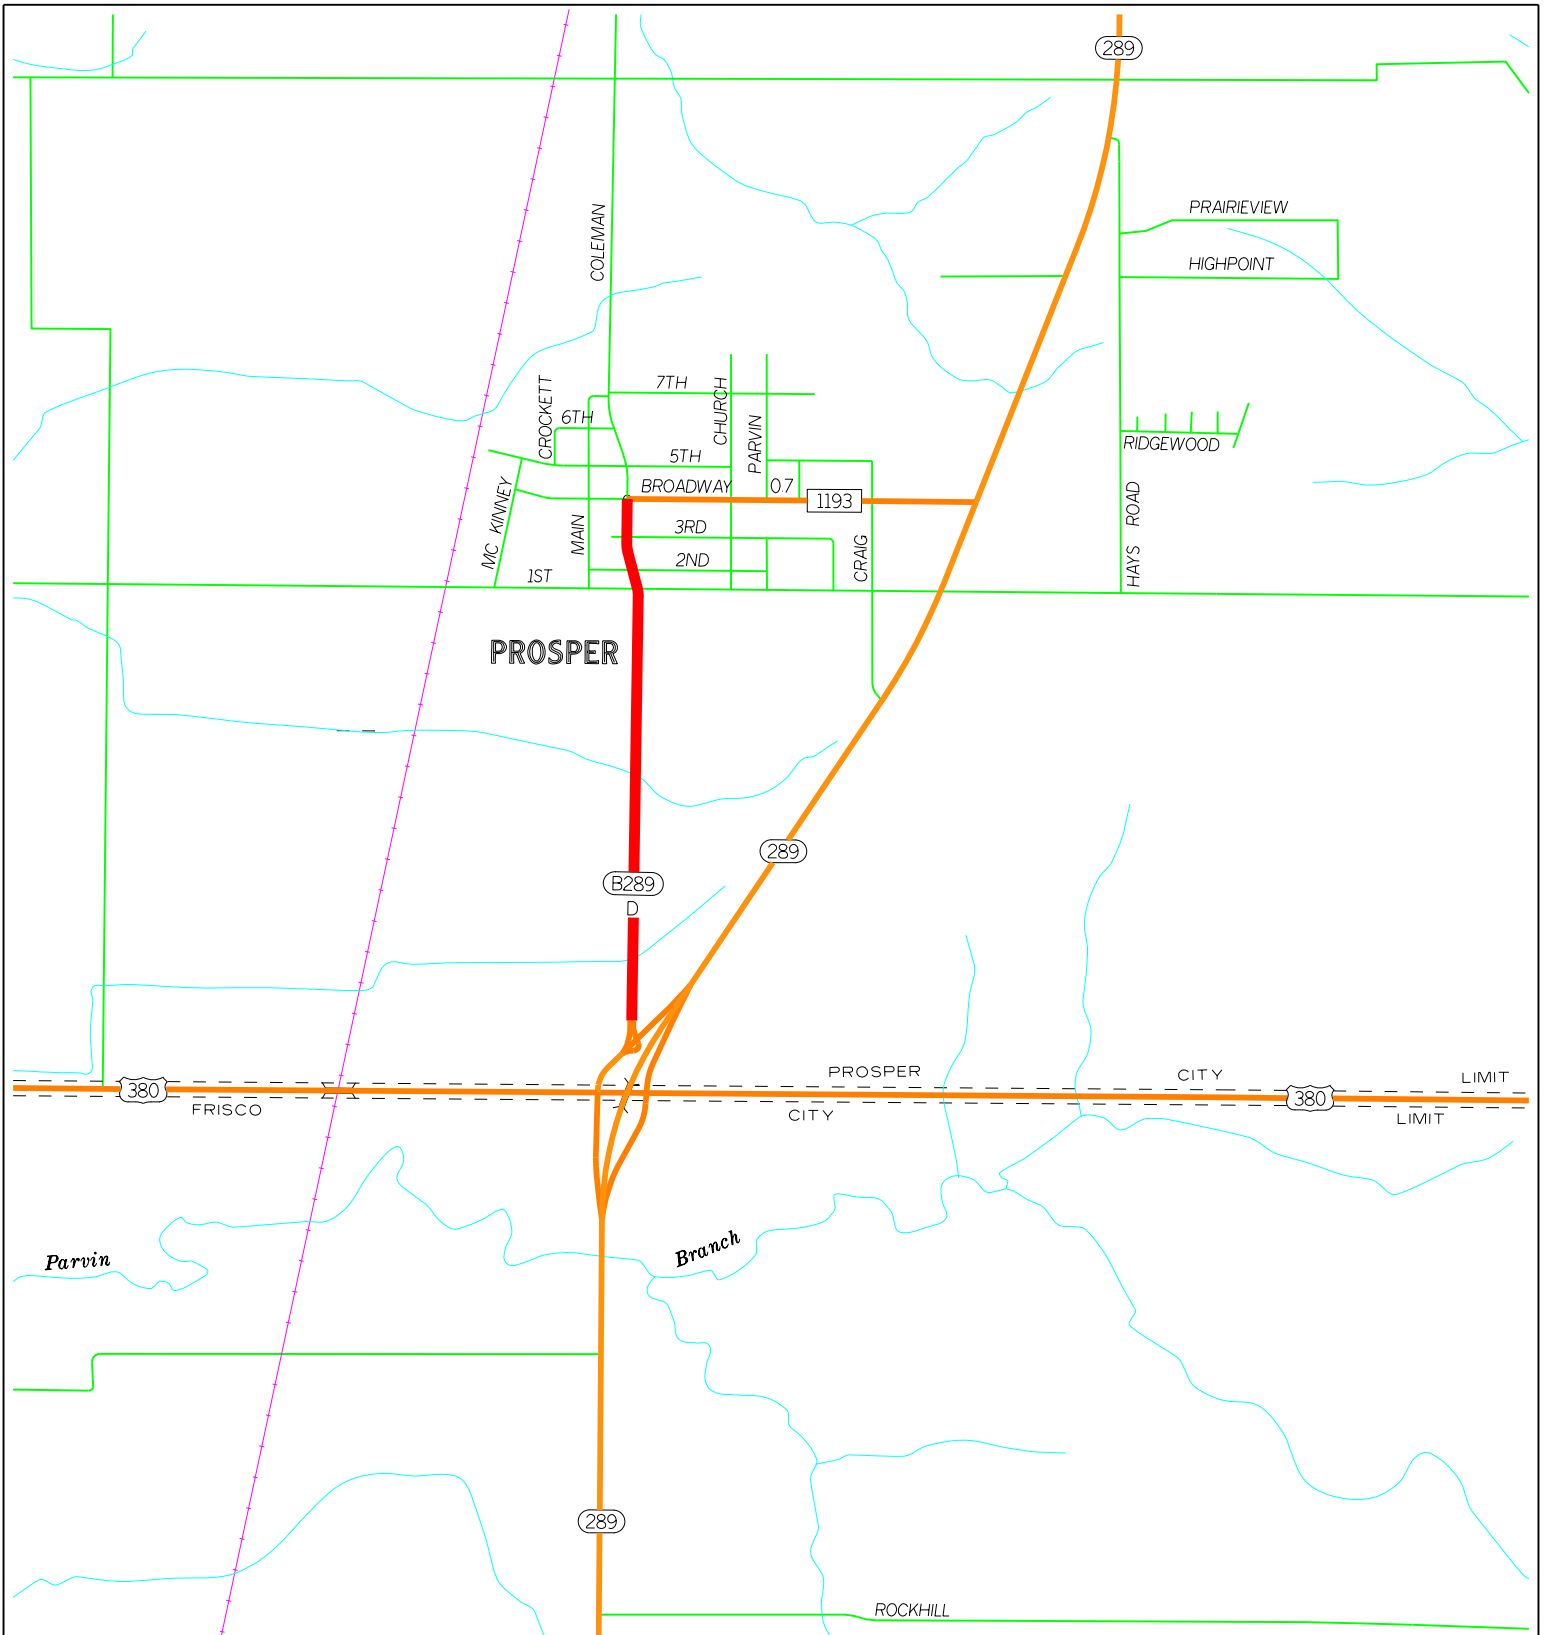 289
PRAIRIEVIEW
COLEMAN
HIGHPOINT
7TH
CROCKETT
CHURCH
6TH
PARVIN
RIDGEWOOD
5TH
BROADWAY
0.7
1193
MC KINNEY
MAIN
3RD
HAYS ROAD
CRAIG
2ND
1ST
PROSPER
289
B289
D
PROSPER CITY LIMIT
380
380
FRISCO CITY LIMIT
Parvin Branch
289
ROCKHILL